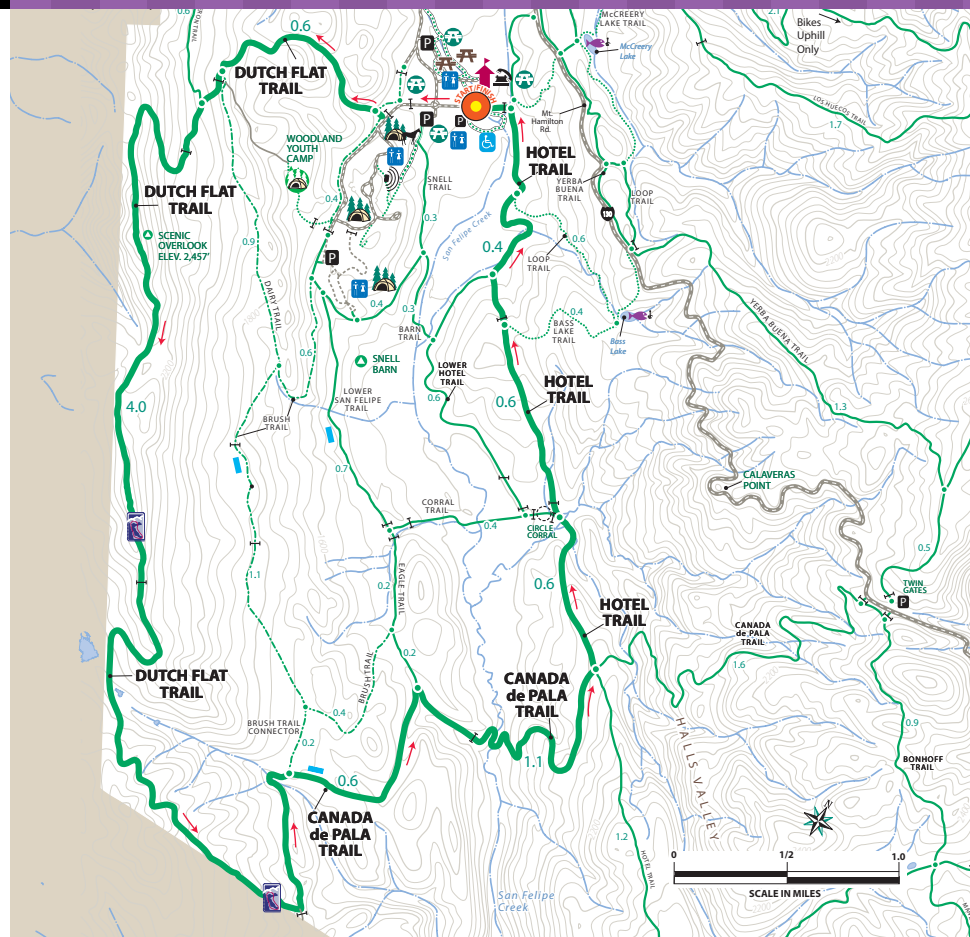 0.6
FRONT TRAIL
0.6
DUTCH FLAT
TRAIL
P
START/FINISH
P
P
McCREERY
LAKE TRAIL
McCreery
Lake
2.1
Bikes
Uphill
Only
LOS HUECOS TRAIL
1.7
Mt.
Hamilton
Rd.
WOODLAND
YOUTH
CAMP
0.4
HOTEL
TRAIL
YERBA
BUENA
TRAIL
SNELL
TRAIL
0.3
LOOP
TRAIL
130
DUTCH FLAT
TRAIL
SCENIC
OVERLOOK
ELEV. 2,457'
0.9
DAIRY TRAIL
San Felipe Creek
0.4
0.6
LOOP
TRAIL
P
0.4
0.3
BARN
TRAIL
0.4
BASS
LAKE
TRAIL
Bass
Lake
YERBA BUENA TRAIL
1.3
0.6
SNELL
BARN
LOWER
HOTEL
TRAIL
0.6
HOTEL
TRAIL
0.6
4.0
LOWER
SAN FELIPE
TRAIL
BRUSH
TRAIL
0.7
CALAVERAS
POINT
CORRAL
TRAIL
0.4
CIRCLE
CORRAL
0.5
1.1
EAGLE TRAIL
0.2
0.6
TWIN
GATES
P
HOTEL
TRAIL
CANADA
de PALA
TRAIL
1.6
0.2
BRUSH TRAIL
DUTCH FLAT
TRAIL
CANADA
de PALA
TRAIL
0.4
BRUSH TRAIL
CONNECTOR
0.2
1.1
0.9
BONHOFF
TRAIL
HALLS VALLEY
0.6
CANADA
de PALA
TRAIL
1.2
HOTEL TRAIL
0
1/2
1.0
SCALE IN MILES
San Felipe
Creek